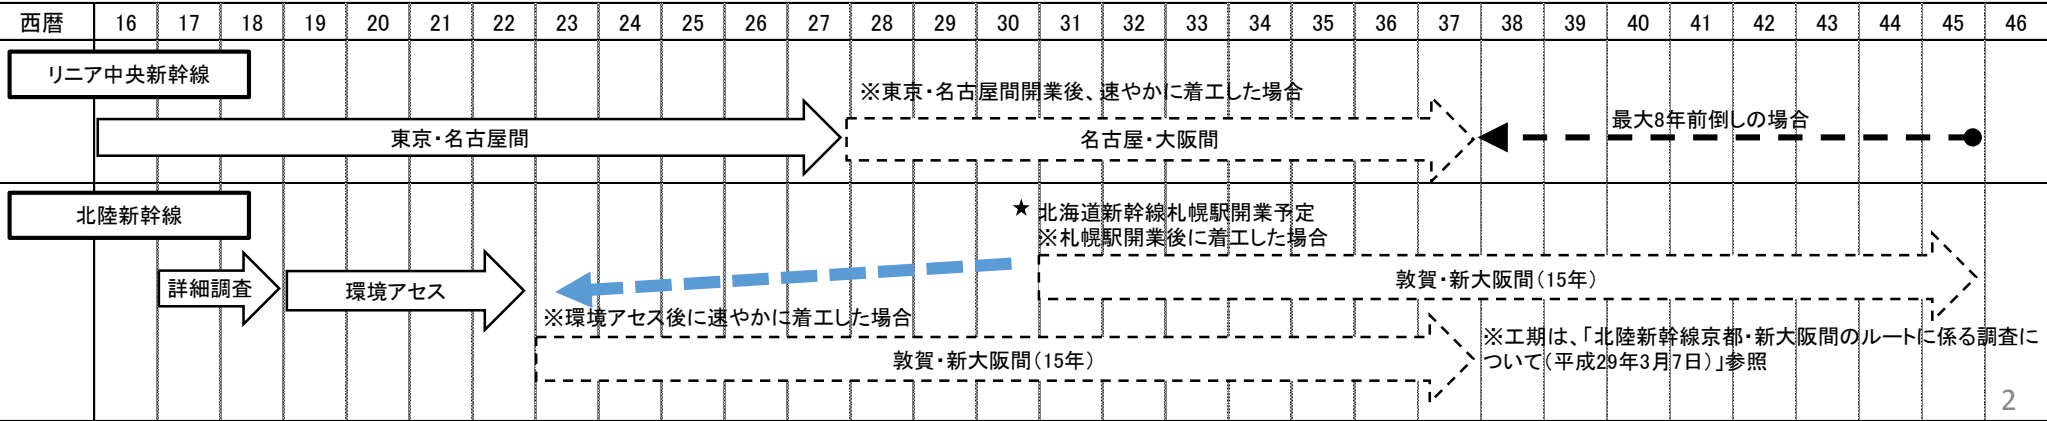 西暦 16 17 18 19 20 21 22 23 24 25 26 27 28 29 30 31 32 33 34 35 36 37 38 39 40 41 42 43 44 45 46
リニア中央新幹線
※東京・名古屋間開業後、速やかに着工した場合
最大8年前倒しの場合
東京・名古屋間
名古屋・大阪間
北陸新幹線
★ 北海道新幹線札幌駅開業予定
※札幌駅開業後に着工した場合
詳細調査
環境アセス
敦賀・新大阪間(15年)
※環境アセス後に速やかに着工した場合
敦賀・新大阪間(15年)
※工期は、「北陸新幹線京都・新大阪間のルートに係る調査に
ついて(平成29年3月7日)」参照
2